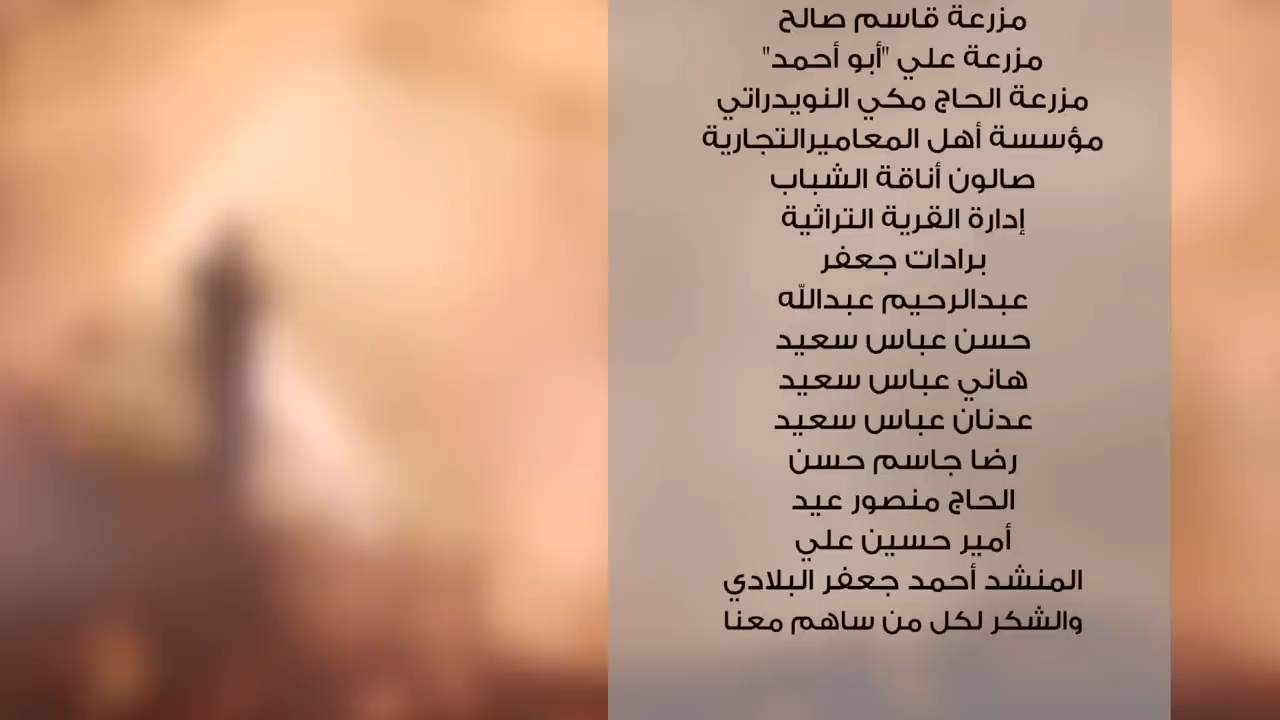 مزرعة قاسم صالح
مزرعة علي "أبو أحمد"
مزرعة الحاج مكي النويدراتي
مؤسسة أهل المعاميرالتجارية
صالون أناقة الشباب
إدارة القرية التراثية
برادات جعفر
عبدالرحيم عبدالله
حسن عباس سعيد
هاني عباس سعيد
عدنان عباس سعيد
رضا جاسم حسن
الحاج منصور عيد
أمير حسين علي
المنشد أحمد جعفر البلادي
والشكر لكل من ساهم معنا